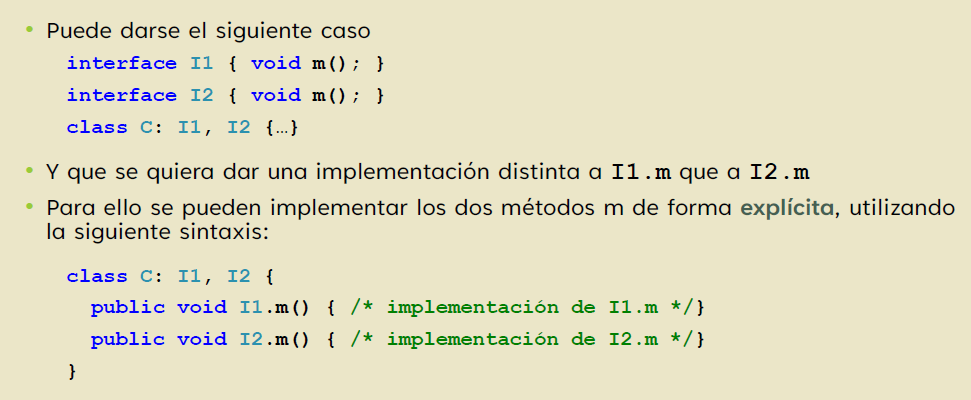 • Puede darse el siguiente caso
interface I1 { void m(); }
interface I2 { void m(); }
class C: I1, I2 {…}
• Y que se quiera dar una implementación distinta a I1.m que a I2.m
• Para ello se pueden implementar los dos métodos m de forma explícita, utilizando
la siguiente sintaxis:
class C: I1, I2 {
public void I1.m() { /* implementación de I1.m */}
public void I2.m() { /* implementación de I2.m */}
}